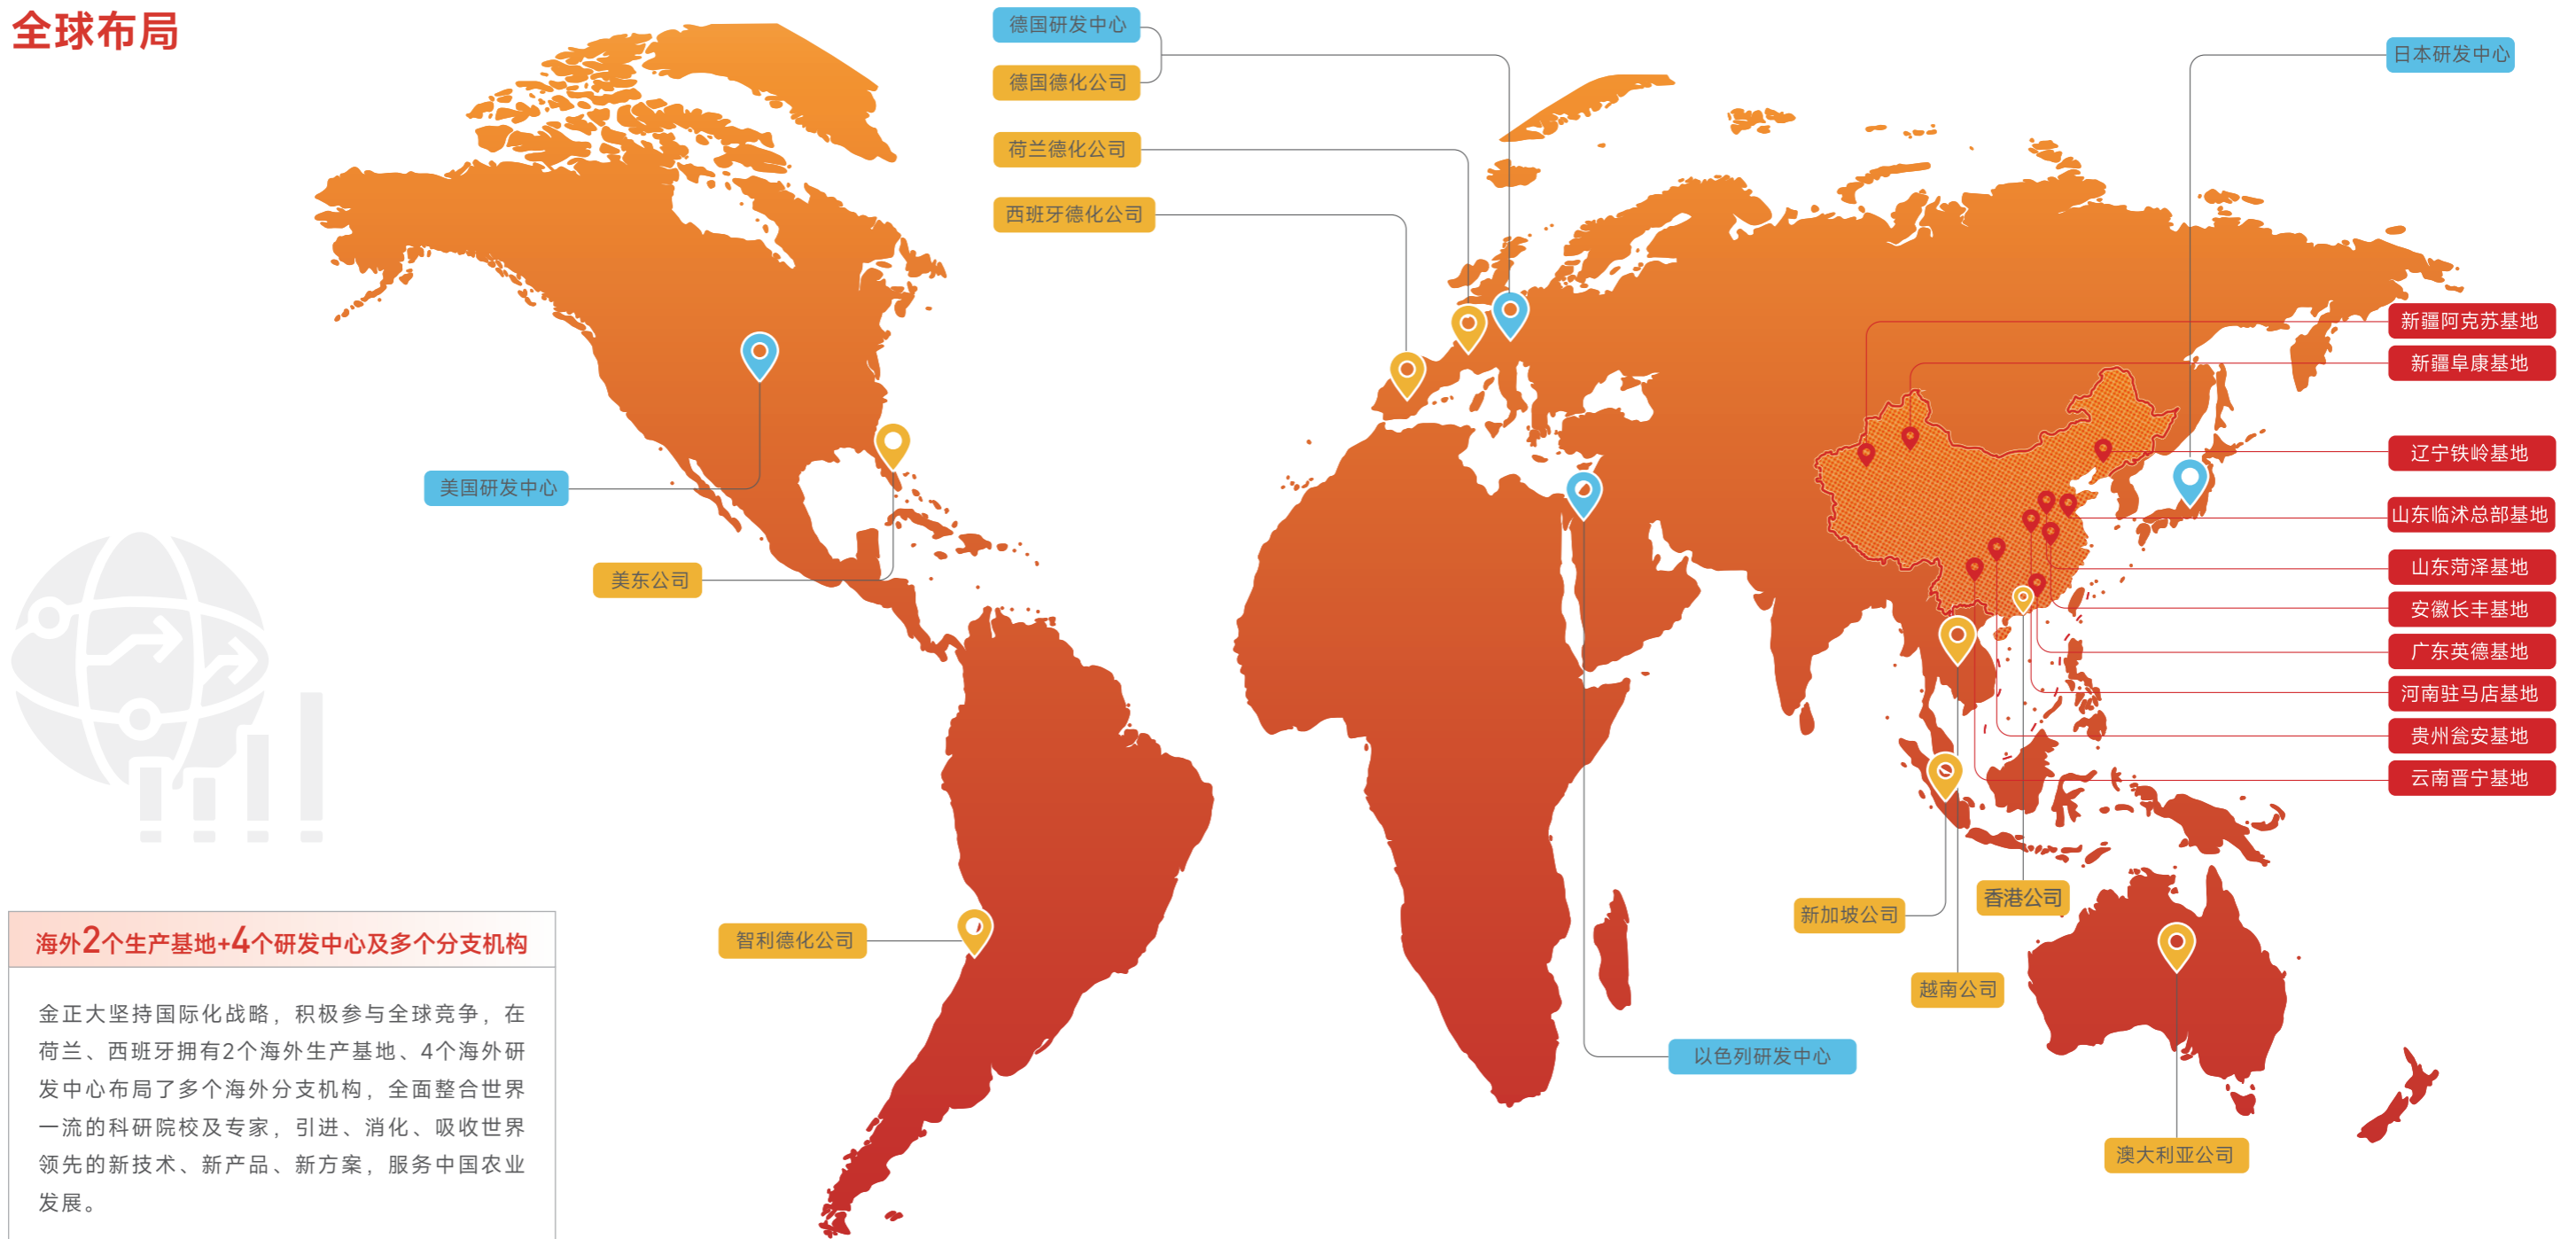 全球布局
德国研发中心
德国德化公司
荷兰德化公司
西班牙德化公司
日本研发中心
新疆阿克苏基地
新疆阜康基地
辽宁铁岭基地
山东临沭总部基地
山东菏泽基地
安徽长丰基地
广东英德基地
河南驻马店基地
贵州瓮安基地
云南晋宁基地
美国研发中心
美东公司
智利德化公司
新加坡公司
香港公司
越南公司
以色列研发中心
澳大利亚公司
海外2个生产基地+4个研发中心及多个分支机构
金正大坚持国际化战略，积极参与全球竞争，在
荷兰、西班牙拥有2个海外生产基地、4个海外研
发中心布局了多个海外分支机构，全面整合世界
一流的科研院校及专家，引进、消化、吸收世界
领先的新技术、新产品、新方案，服务中国农业
发展。